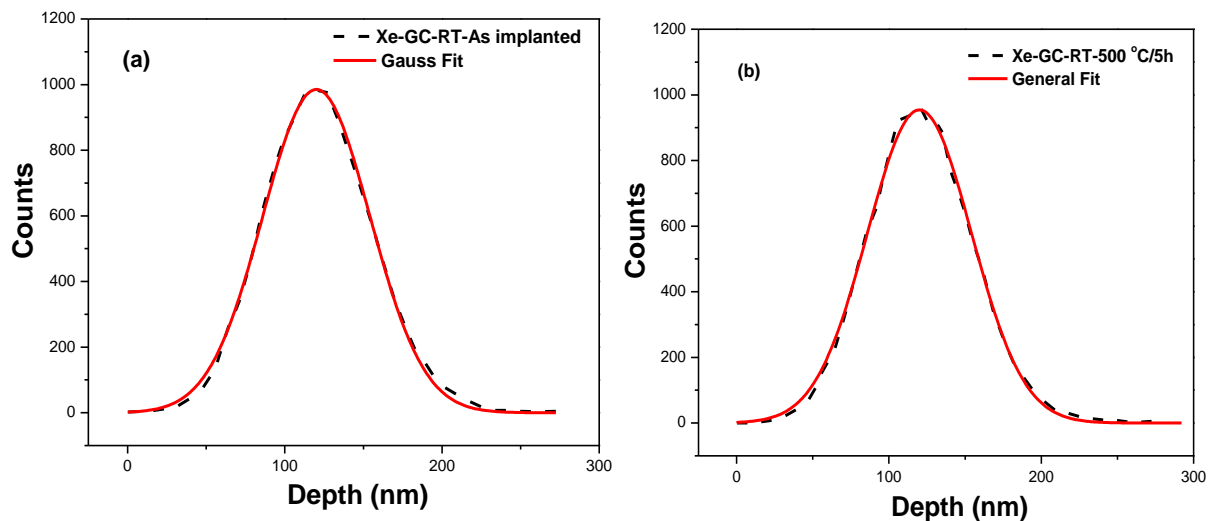 (a)
Xe-GC-RT-As implanted
Gauss Fit
1200
1000
800
600
400
200
0
Counts
0 100 200 300
Depth (nm)
(b)
Xe-GC-RT-500 °C/5h
General Fit
1200
1000
800
600
400
200
0
Counts
0 100 200 300
Depth (nm)